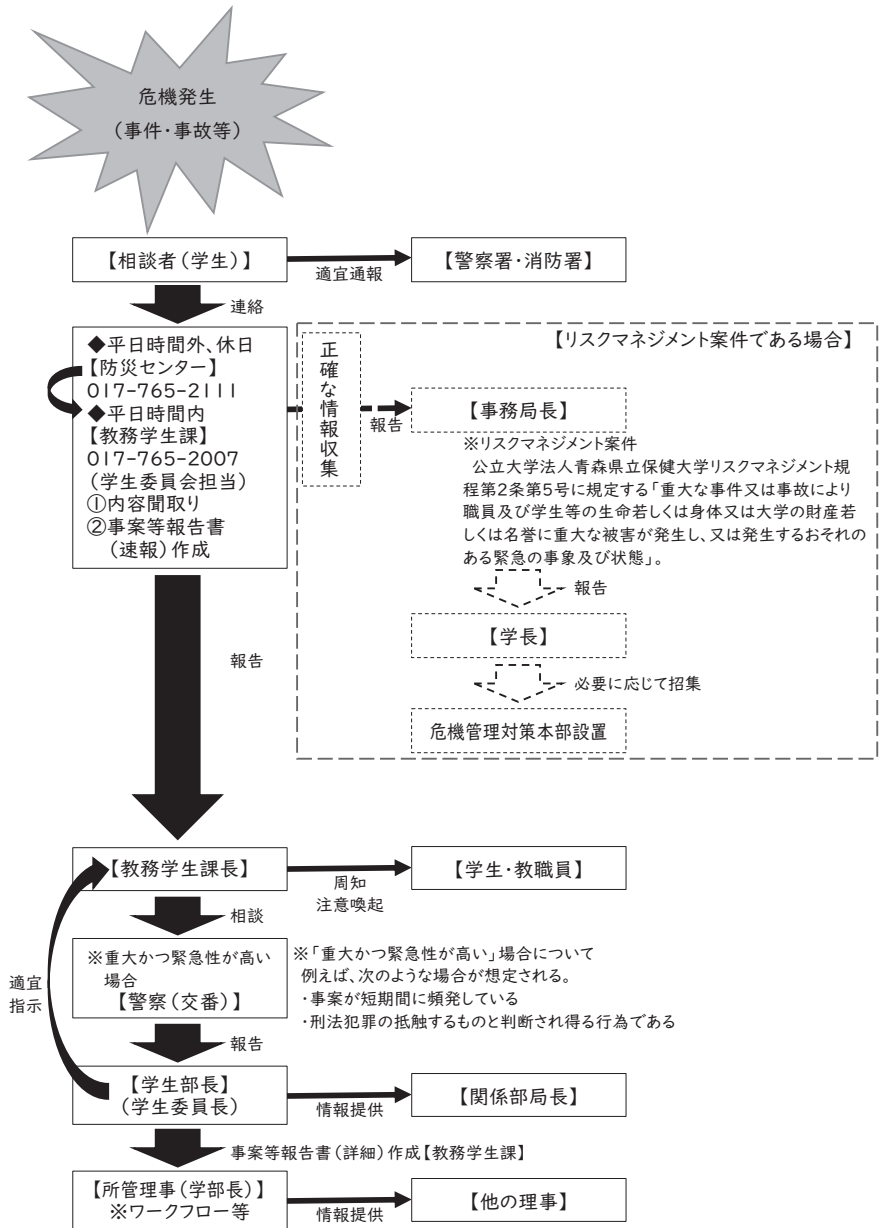 危機発生
（事件・事故等）
【相談者（学生）】
適宜通報
【警察署・消防署】
連絡
◆平日時間外、休日
【防災センター】
017-765-2111
◆平日時間内
【教務学生課】
017-765-2007
（学生委員会担当）
①内容聞取り
②事案等報告書
（速報）作成
正確な情報収集
報告
【リスクマネジメント案件である場合】
【事務局長】
※リスクマネジメント案件
公立大学法人青森県立保健大学リスクマネジメント規
程第2条第5号に規定する「重大な事件又は事故により
職員及び学生等の生命若しくは身体又は大学の財産若
しくは名誉に重大な被害が発生し、又は発生するおそれの
ある緊急の事象及び状態」。
報告
【学長】
必要に応じて招集
危機管理対策本部設置
報告
【教務学生課長】
周知
注意喚起
【学生・教職員】
相談
適宜
指示
※重大かつ緊急性が高い
場合
【警察（交番）】
※「重大かつ緊急性が高い」場合について
例えば、次のような場合が想定される。
・事案が短期間に頻発している
・刑法犯罪の抵触するものと判断され得る行為である
報告
【学生部長】
（学生委員長）
情報提供
【関係部局長】
事案等報告書（詳細）作成【教務学生課】
【所管理事（学部長）】
※ワークフロー等
情報提供
【他の理事】